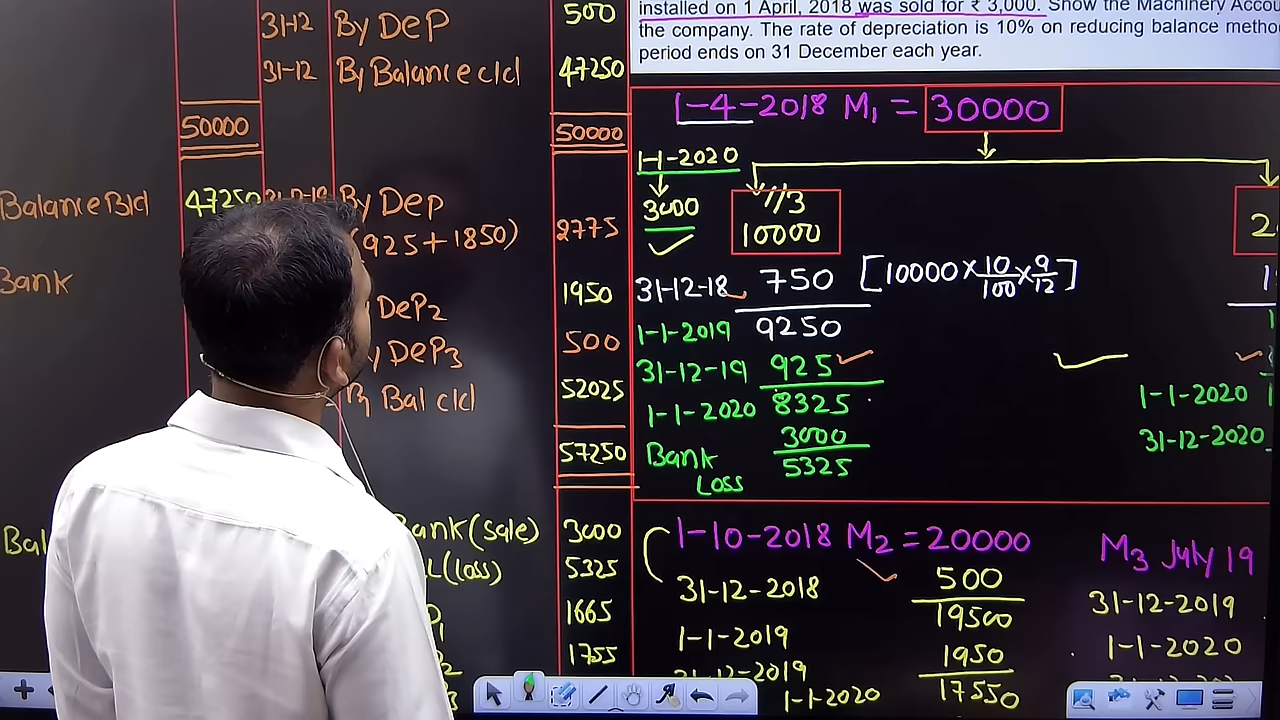 installed on 1 April, 2018 was sold for ₹ 3,000. Show the Machinery Accou
the company. The rate of depreciation is 10% on reducing balance metho
period ends on 31 December each year.
31-12 By Dep 500
31-12 By Balance c/d 47250
50000 50000
Balance B/d 47250 By Dep
(925+1850) 2775
Bank
Dep2 1950
Dep3 500
Bal c/d 52025
57250
Bal ank (sale) 3000
(loss) 5325
1665
1755
1-4-2018 M1 = 30000
1-1-2020
3000
1/3
10000
31-12-18 750 [10000×10/100×9/12]
1-1-2019 9250
31-12-19 925
1-1-2020 8325
Bank 3000
Loss 5325
1-1-2020
31-12-2020
1-10-2018 M2 = 20000
31-12-2018 500
19500
1-1-2019
1950
31-12-2019
1-1-2020 17550
M3 July 19
31-12-2019
1-1-2020